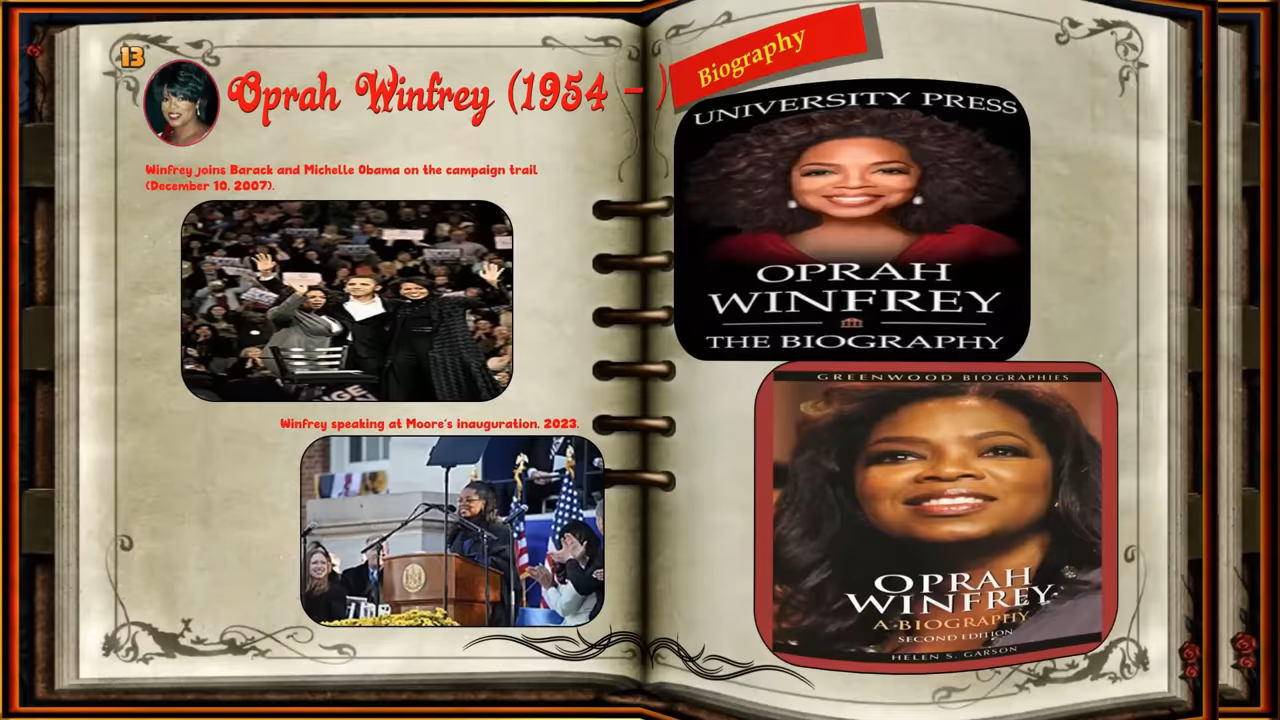 13
Oprah Winfrey (1954 - )
Winfrey joins Barack and Michelle Obama on the campaign trail
(December 10, 2007).
Winfrey speaking at Moore's inauguration, 2023.
Biography
UNIVERSITY PRESS
OPRAH
WINFREY
THE BIOGRAPHY
GREENWOOD BIOGRAPHIES
OPRAH
WINFREY
A BIOGRAPHY
SECOND EDITION
HELEN S. GARSON